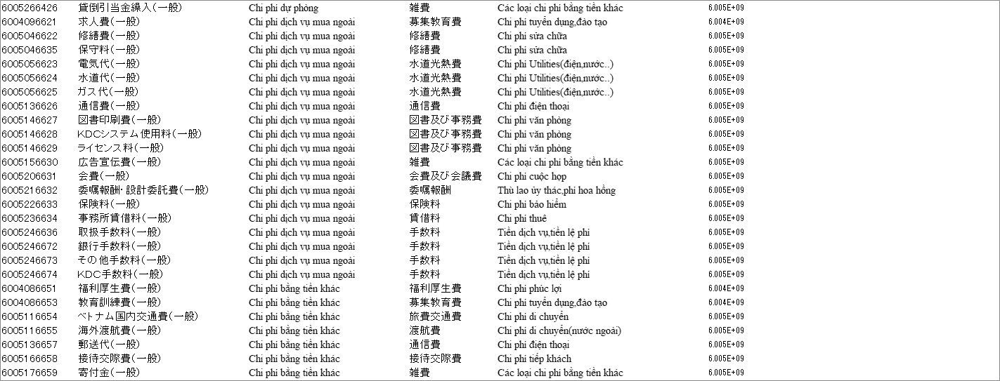 6005266426 貸倒引当金繰入(一般) Chi phí dự phòng 雑費 Các loại chi phí bằng tiền khác 6.005E+09
6004096621 求人費(一般) Chi phí dịch vụ mua ngoài 募集教育費 Chi phí tuyển dụng,đào tạo 6.004E+09
6005046622 修繕費(一般) Chi phí dịch vụ mua ngoài 修繕費 Chi phí sửa chữa 6.005E+09
6005046635 保守料(一般) Chi phí dịch vụ mua ngoài 修繕費 Chi phí sửa chữa 6.005E+09
6005056623 電気代(一般) Chi phí dịch vụ mua ngoài 水道光熱費 Chi phí Utilities(điện,nước..) 6.005E+09
6005056624 水道代(一般) Chi phí dịch vụ mua ngoài 水道光熱費 Chi phí Utilities(điện,nước..) 6.005E+09
6005056625 ガス代(一般) Chi phí dịch vụ mua ngoài 水道光熱費 Chi phí Utilities(điện,nước..) 6.005E+09
6005136626 通信費(一般) Chi phí dịch vụ mua ngoài 通信費 Chi phí điện thoại 6.005E+09
6005146627 図書印刷費(一般) Chi phí dịch vụ mua ngoài 図書及び事務費 Chi phí văn phòng 6.005E+09
6005146628 KDCシステム使用料(一般) Chi phí dịch vụ mua ngoài 図書及び事務費 Chi phí văn phòng 6.005E+09
6005146629 ライセンス料(一般) Chi phí dịch vụ mua ngoài 図書及び事務費 Chi phí văn phòng 6.005E+09
6005156630 広告宣伝費(一般) Chi phí dịch vụ mua ngoài 雑費 Các loại chi phí bằng tiền khác 6.005E+09
6005206631 会費(一般) Chi phí dịch vụ mua ngoài 会費及び会議費 Chi phí cuộc họp 6.005E+09
6005216632 委嘱報酬・設計委託費(一般) Chi phí dịch vụ mua ngoài 委嘱報酬 Thù lao ủy thác,phí hoa hồng 6.005E+09
6005226633 保険料(一般) Chi phí dịch vụ mua ngoài 保険料 Chi phí bảo hiểm 6.005E+09
6005236634 事務所賃借料(一般) Chi phí dịch vụ mua ngoài 賃借料 Chi phí thuê 6.005E+09
6005246636 取扱手数料(一般) Chi phí dịch vụ mua ngoài 手数料 Tiền dịch vụ,tiền lệ phí 6.005E+09
6005246672 銀行手数料(一般) Chi phí dịch vụ mua ngoài 手数料 Tiền dịch vụ,tiền lệ phí 6.005E+09
6005246673 その他手数料(一般) Chi phí dịch vụ mua ngoài 手数料 Tiền dịch vụ,tiền lệ phí 6.005E+09
6005246674 KDC手数料(一般) Chi phí dịch vụ mua ngoài 手数料 Tiền dịch vụ,tiền lệ phí 6.005E+09
6004086651 福利厚生費(一般) Chi phí bằng tiền khác 福利厚生費 Chi phí phúc lợi 6.004E+09
6004086653 教育訓練費(一般) Chi phí bằng tiền khác 募集教育費 Chi phí tuyển dụng,đào tạo 6.004E+09
6005116654 ベトナム国内交通費(一般) Chi phí bằng tiền khác 旅費交通費 Chi phí di chuyển 6.005E+09
6005116655 海外渡航費(一般) Chi phí bằng tiền khác 渡航費 Chi phí di chuyển(nước ngoài) 6.005E+09
6005136657 郵送代(一般) Chi phí bằng tiền khác 通信費 Chi phí điện thoại 6.005E+09
6005166658 接待交際費(一般) Chi phí bằng tiền khác 接待交際費 Chi phí tiếp khách 6.005E+09
6005176659 寄付金(一般) Chi phí bằng tiền khác 雑費 Các loại chi phí bằng tiền khác 6.005E+09